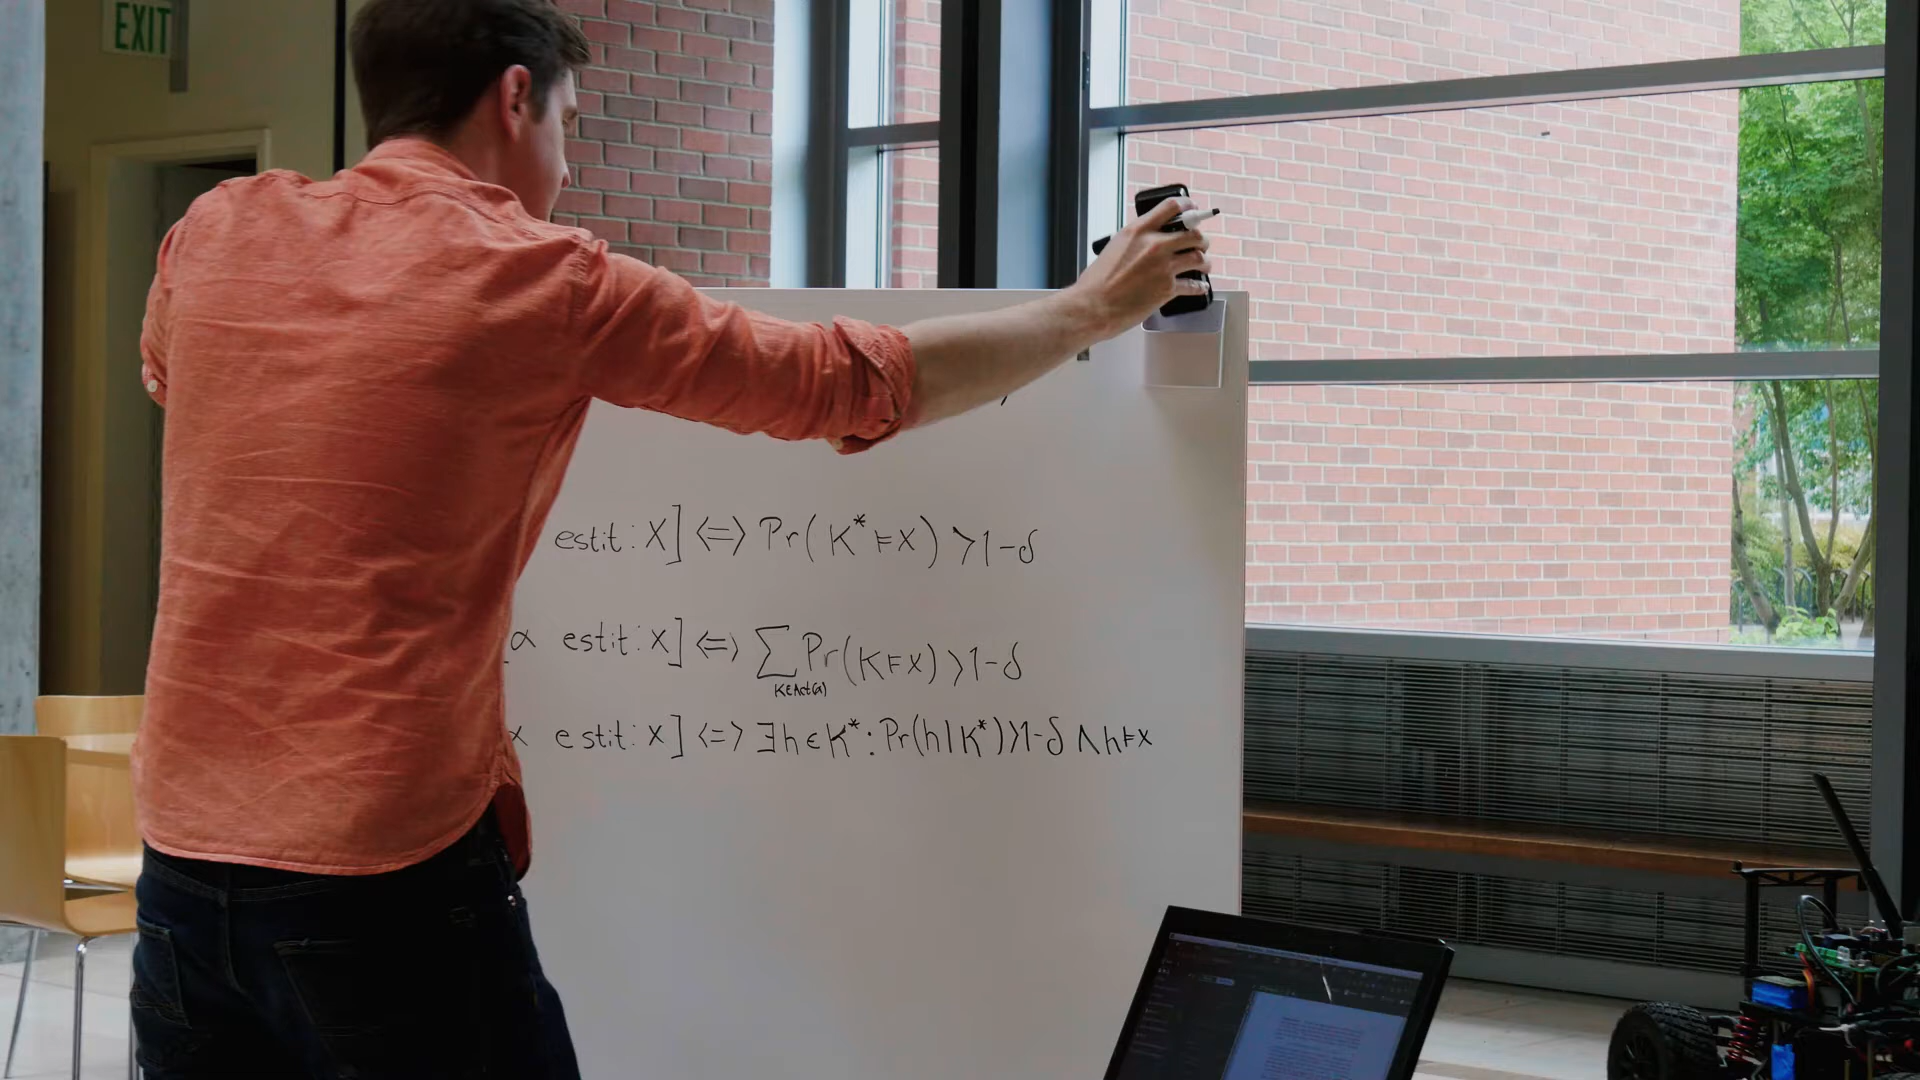 EXIT
estit: X] <=> Pr(K* ⊨ X) > 1-δ
α estit: X] <=> ∑ Pr(K ⊨ X) > 1-δ
K∈Act(α)
α estit: X] <=> ∃h ∈ K*: Pr(h|K*) > 1-δ ∧ h ⊨ X